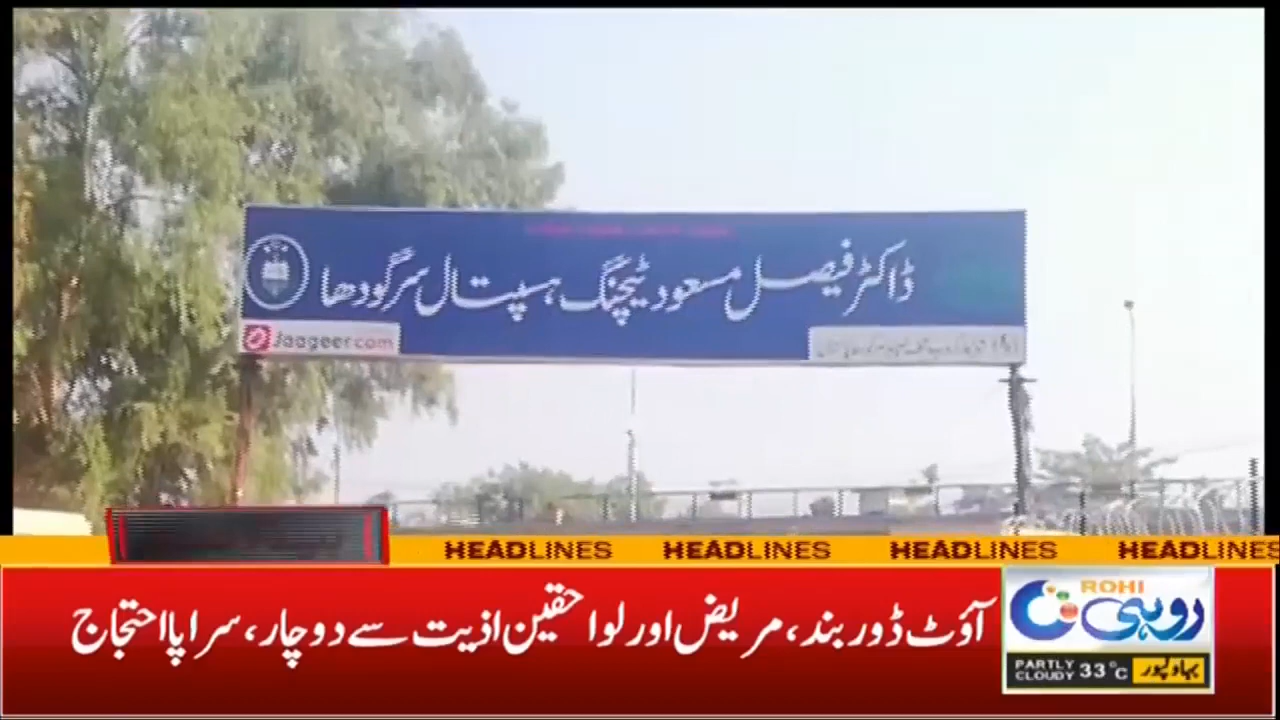 ڈاکٹر فیصل مسعود ٹیچنگ ہسپتال سرگودھا
Jaageer.com
HEADLINES HEADLINES HEADLINES HEADLINES
آؤٹ ڈور بند، مریض اور لواحقین اذیت سے دوچار، سراپا احتجاج
ROHI
روہی
PARTLY CLOUDY 33°C بہاولپور